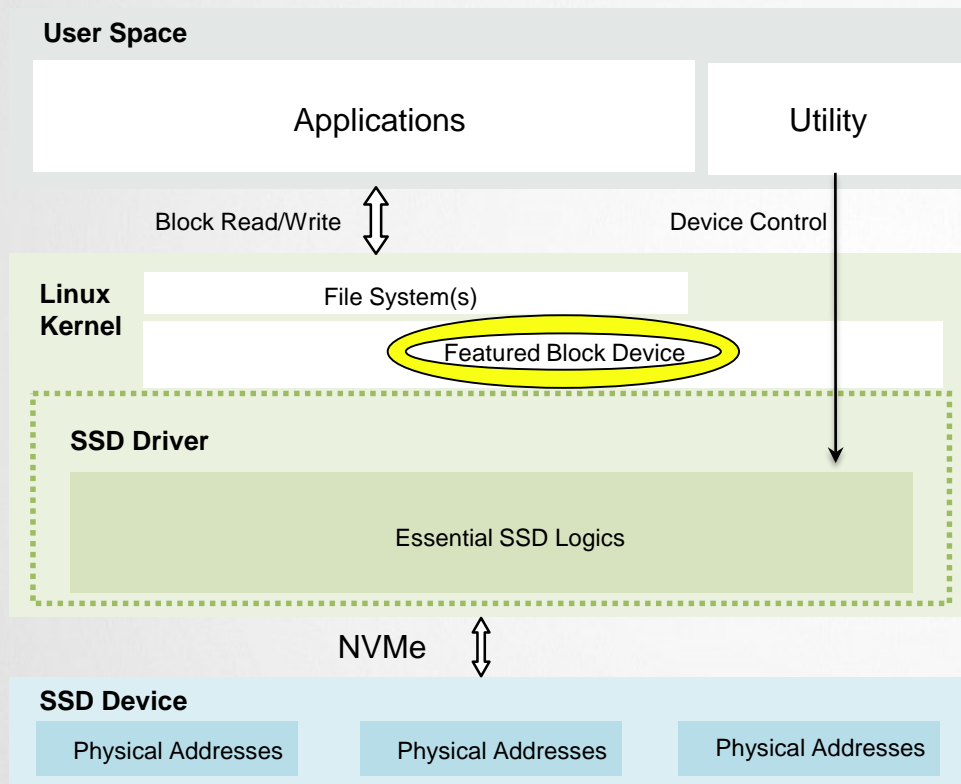 User Space
Applications
Utility
Block Read/Write
Device Control
Linux
Kernel
File System(s)
Featured Block Device
SSD Driver
Essential SSD Logics
NVMe
SSD Device
Physical Addresses
Physical Addresses
Physical Addresses